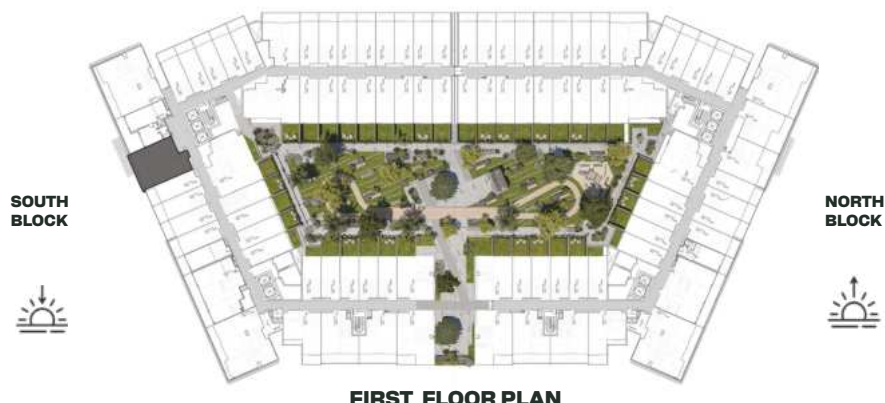 SOUTH
BLOCK
NORTH
BLOCK
FIRST FLOOR PLAN